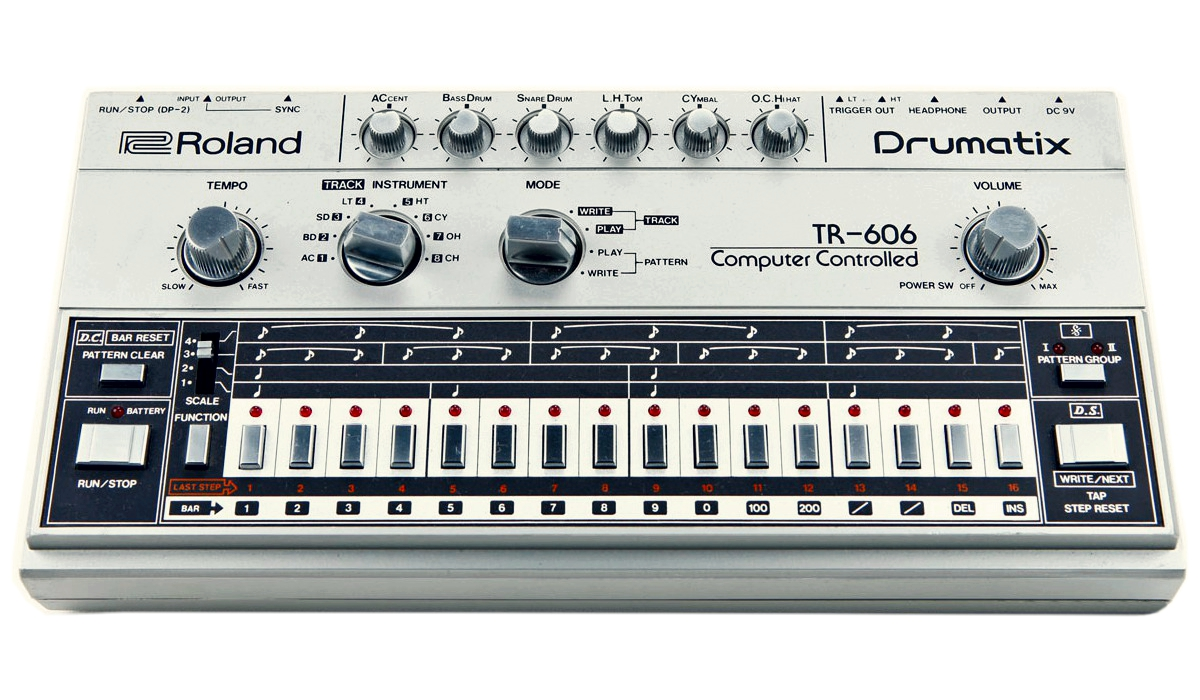 RUN/STOP (DP-2) INPUT OUTPUT SYNC
ACCENT BASSDRUM SNAREDRUM L.H.TOM CYMBAL O.C.HIHAT
LT HT
TRIGGER OUT HEADPHONE OUTPUT DC 9V
Roland
Drumatix
TEMPO
SLOW FAST
TRACK INSTRUMENT
LT 4 5 HT
SD 3 6 CY
BD 2 7 OH
AC 1 8 CH
MODE
WRITE
PLAY TRACK
PLAY
WRITE PATTERN
TR-606
Computer Controlled
VOLUME
POWER SW OFF MAX
D.C. BAR RESET
PATTERN CLEAR
RUN BATTERY
RUN/STOP
4
3
2
1
SCALE
FUNCTION
I II
PATTERN GROUP
D.S.
WRITE/NEXT
TAP
STEP RESET
LAST STEP 1 2 3 4 5 6 7 8 9 10 11 12 13 14 15 16
BAR 1 2 3 4 5 6 7 8 9 0 100 200 DEL INS